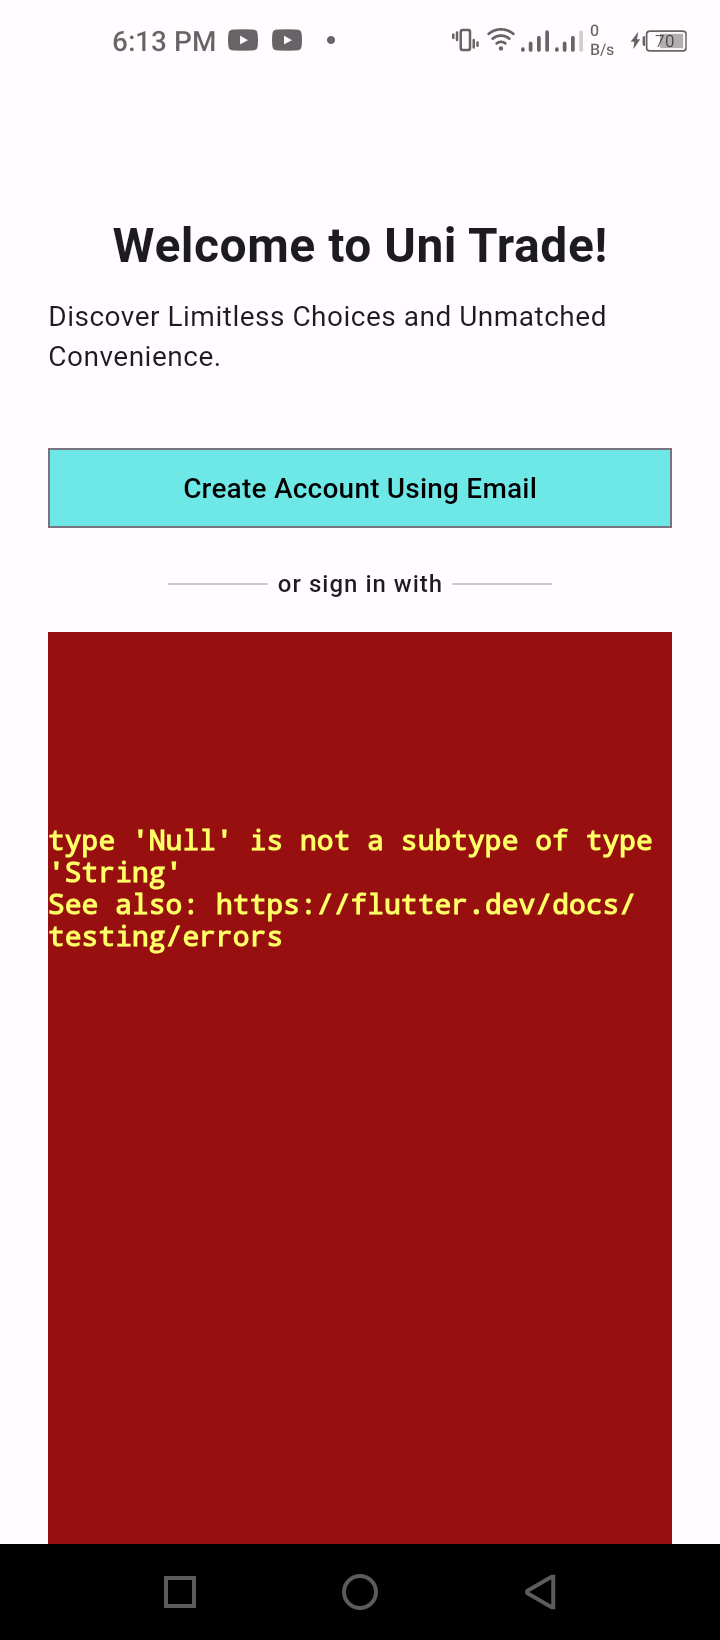 6:13 PM
0
B/s
70
Welcome to Uni Trade!
Discover Limitless Choices and Unmatched
Convenience.
Create Account Using Email
or sign in with
type 'Null' is not a subtype of type
'String'
See also: https://flutter.dev/docs/
testing/errors